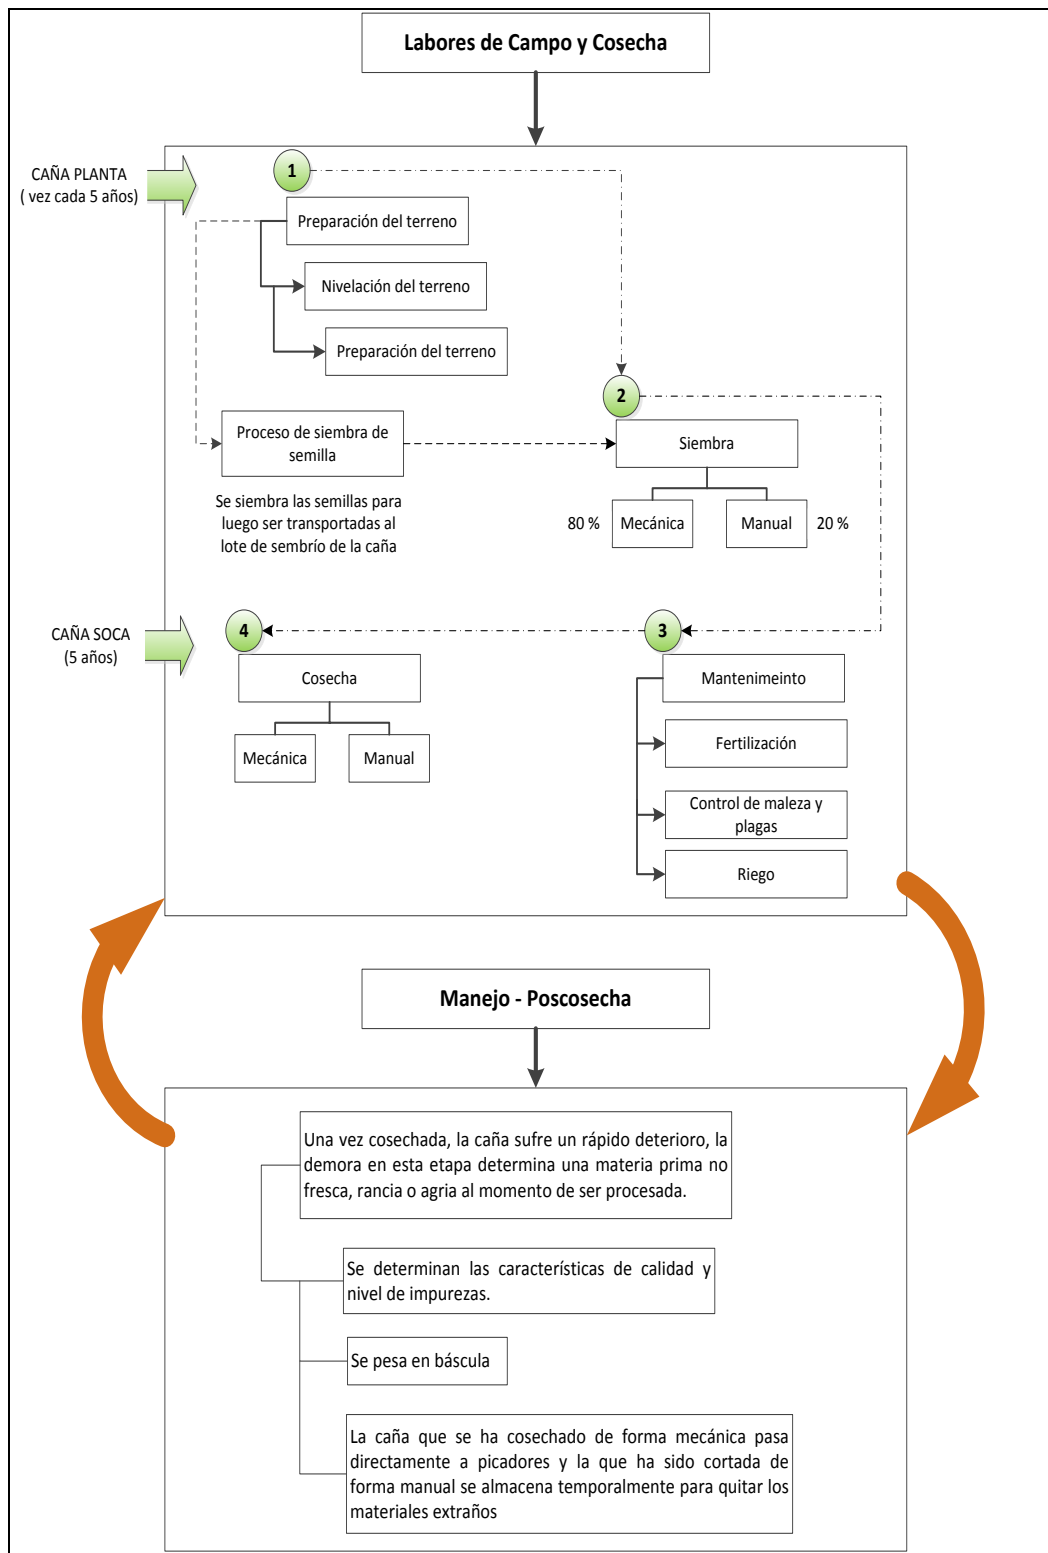 Labores de Campo y Cosecha
CAÑA PLANTA
( vez cada 5 años)
1
Preparación del terreno
Nivelación del terreno
Preparación del terreno
2
Proceso de siembra de
semilla
Siembra
Se siembra las semillas para
luego ser transportadas al
lote de sembrío de la caña
80 %
Mecánica
Manual
20 %
CAÑA SOCA
(5 años)
4
3
Cosecha
Mecánica
Manual
Mantenimeinto
Fertilización
Control de maleza y
plagas
Riego
Manejo - Poscosecha
Una vez cosechada, la caña sufre un rápido deterioro, la
demora en esta etapa determina una materia prima no
fresca, rancia o agria al momento de ser procesada.
Se determinan las características de calidad y
nivel de impurezas.
Se pesa en báscula
La caña que se ha cosechado de forma mecánica pasa
directamente a picadores y la que ha sido cortada de
forma manual se almacena temporalmente para quitar los
materiales extraños